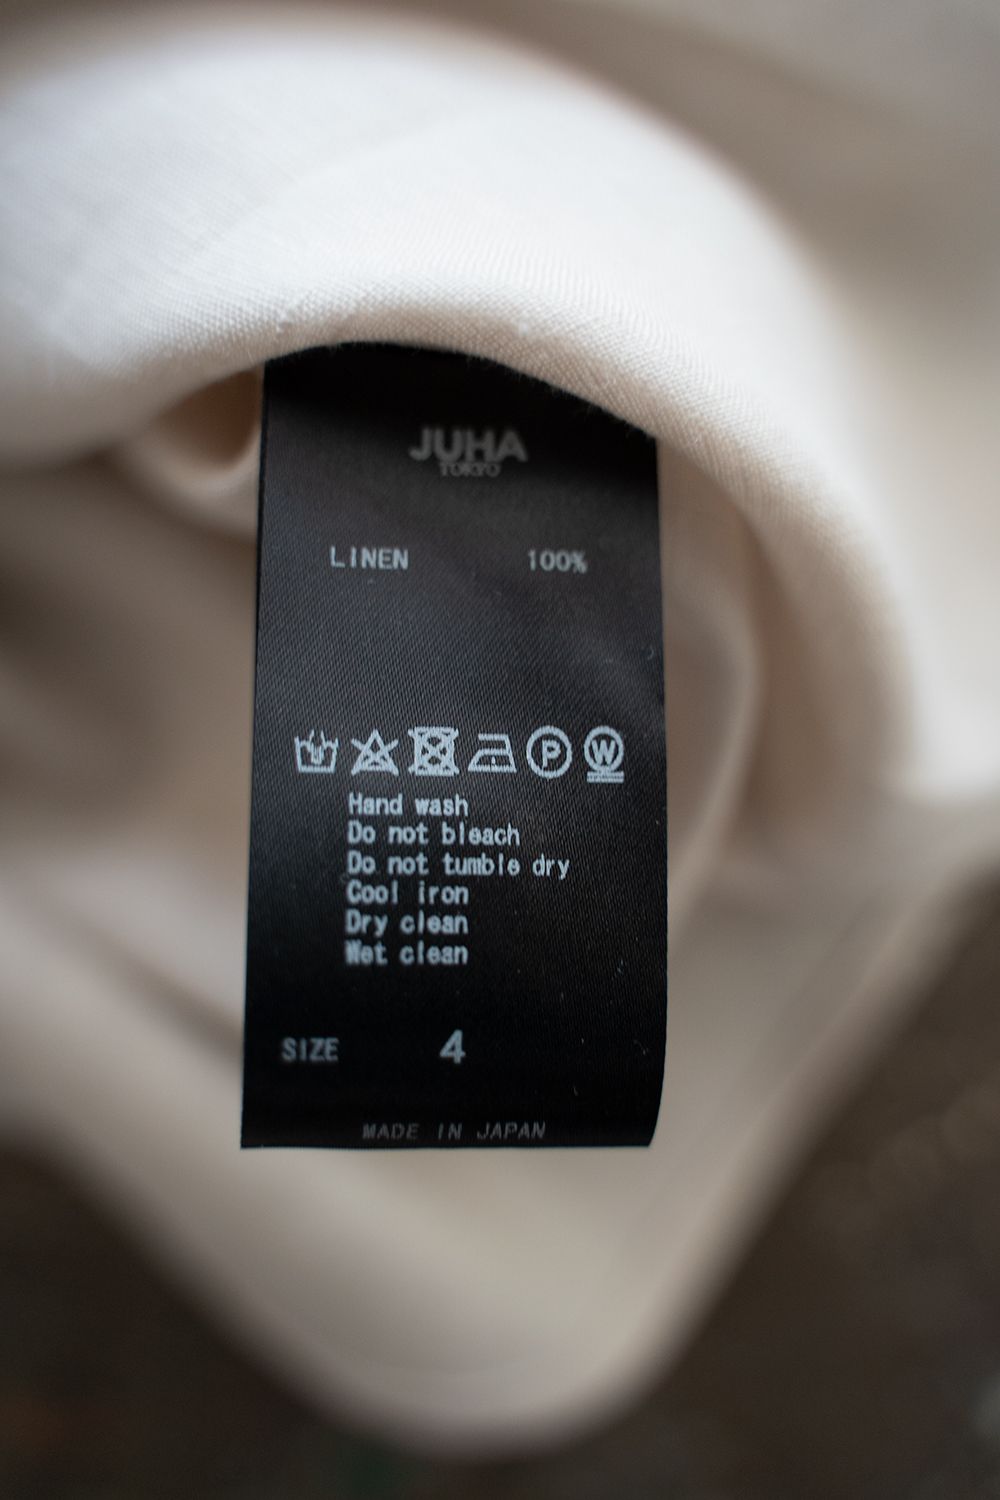 JUHA
TOKYO
LINEN 100%
P W
Hand wash
Do not bleach
Do not tumble dry
Cool iron
Dry clean
Wet clean
SIZE 4
MADE IN JAPAN